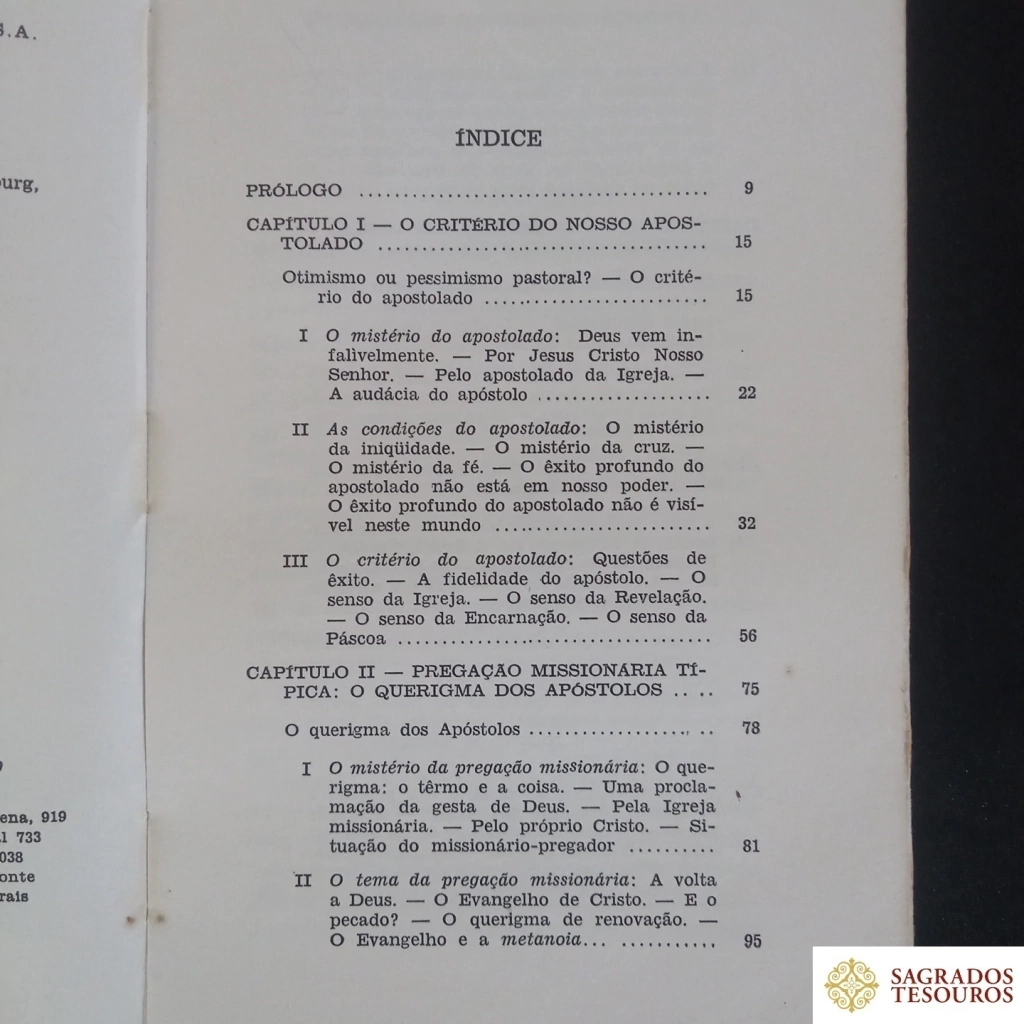 S.A.
ourg,
ena, 919
al 733
038
onte
rais
ÍNDICE
PRÓLOGO ........................................ 9
CAPÍTULO I — O CRITÉRIO DO NOSSO APOS-
TOLADO ........................................ 15
Otimismo ou pessimismo pastoral? — O crité-
rio do apostolado ........................... 15
I O mistério do apostolado: Deus vem in-
falìvelmente. — Por Jesus Cristo Nosso
Senhor. — Pelo apostolado da Igreja. —
A audácia do apóstolo .................... 22
II As condições do apostolado: O mistério
da iniqüidade. — O mistério da cruz. —
O mistério da fé. — O êxito profundo do
apostolado não está em nosso poder. —
O êxito profundo do apostolado não é visí-
vel neste mundo ......................... 32
III O critério do apostolado: Questões de
êxito. — A fidelidade do apóstolo. — O
senso da Igreja. — O senso da Revelação.
— O senso da Encarnação. — O senso da
Páscoa .................................... 56
CAPÍTULO II — PREGAÇÃO MISSIONÁRIA TÍ-
PICA: O QUERIGMA DOS APÓSTOLOS .... 75
O querigma dos Apóstolos ..................... 78
I O mistério da pregação missionária: O que-
rigma: o têrmo e a coisa. — Uma procla-
mação da gesta de Deus. — Pela Igreja
missionária. — Pelo próprio Cristo. — Si-
tuação do missionário-pregador .......... 81
II O tema da pregação missionária: A volta
a Deus. — O Evangelho de Cristo. — E o
pecado? — O querigma de renovação. —
O Evangelho e a metanoia... ........... 95
SAGRADOS
TESOUROS